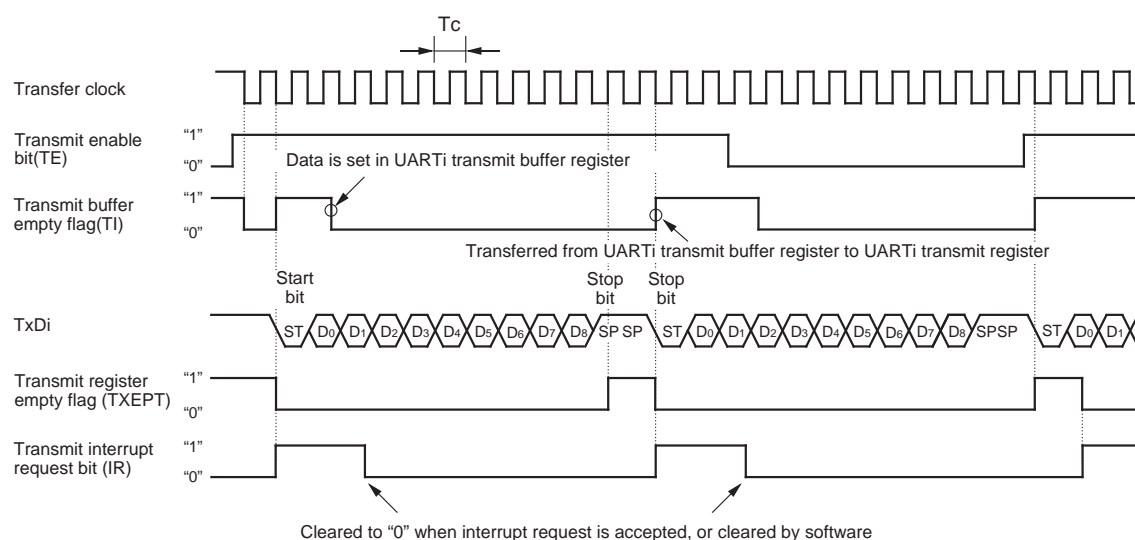 Tc
Transfer clock
Transmit enable
bit(TE)
“1”
“0”
Data is set in UARTi transmit buffer register
Transmit buffer
empty flag(TI)
“1”
“0”
Transferred from UARTi transmit buffer register to UARTi transmit register
Start
bit
Stop
bit
Stop
bit
TxDi
ST D0 D1 D2 D3 D4 D5 D6 D7 D8 SP SP ST D0 D1 D2 D3 D4 D5 D6 D7 D8 SPSP ST D0 D1
Transmit register
empty flag (TXEPT)
“1”
“0”
Transmit interrupt
request bit (IR)
“1”
“0”
Cleared to “0” when interrupt request is accepted, or cleared by software